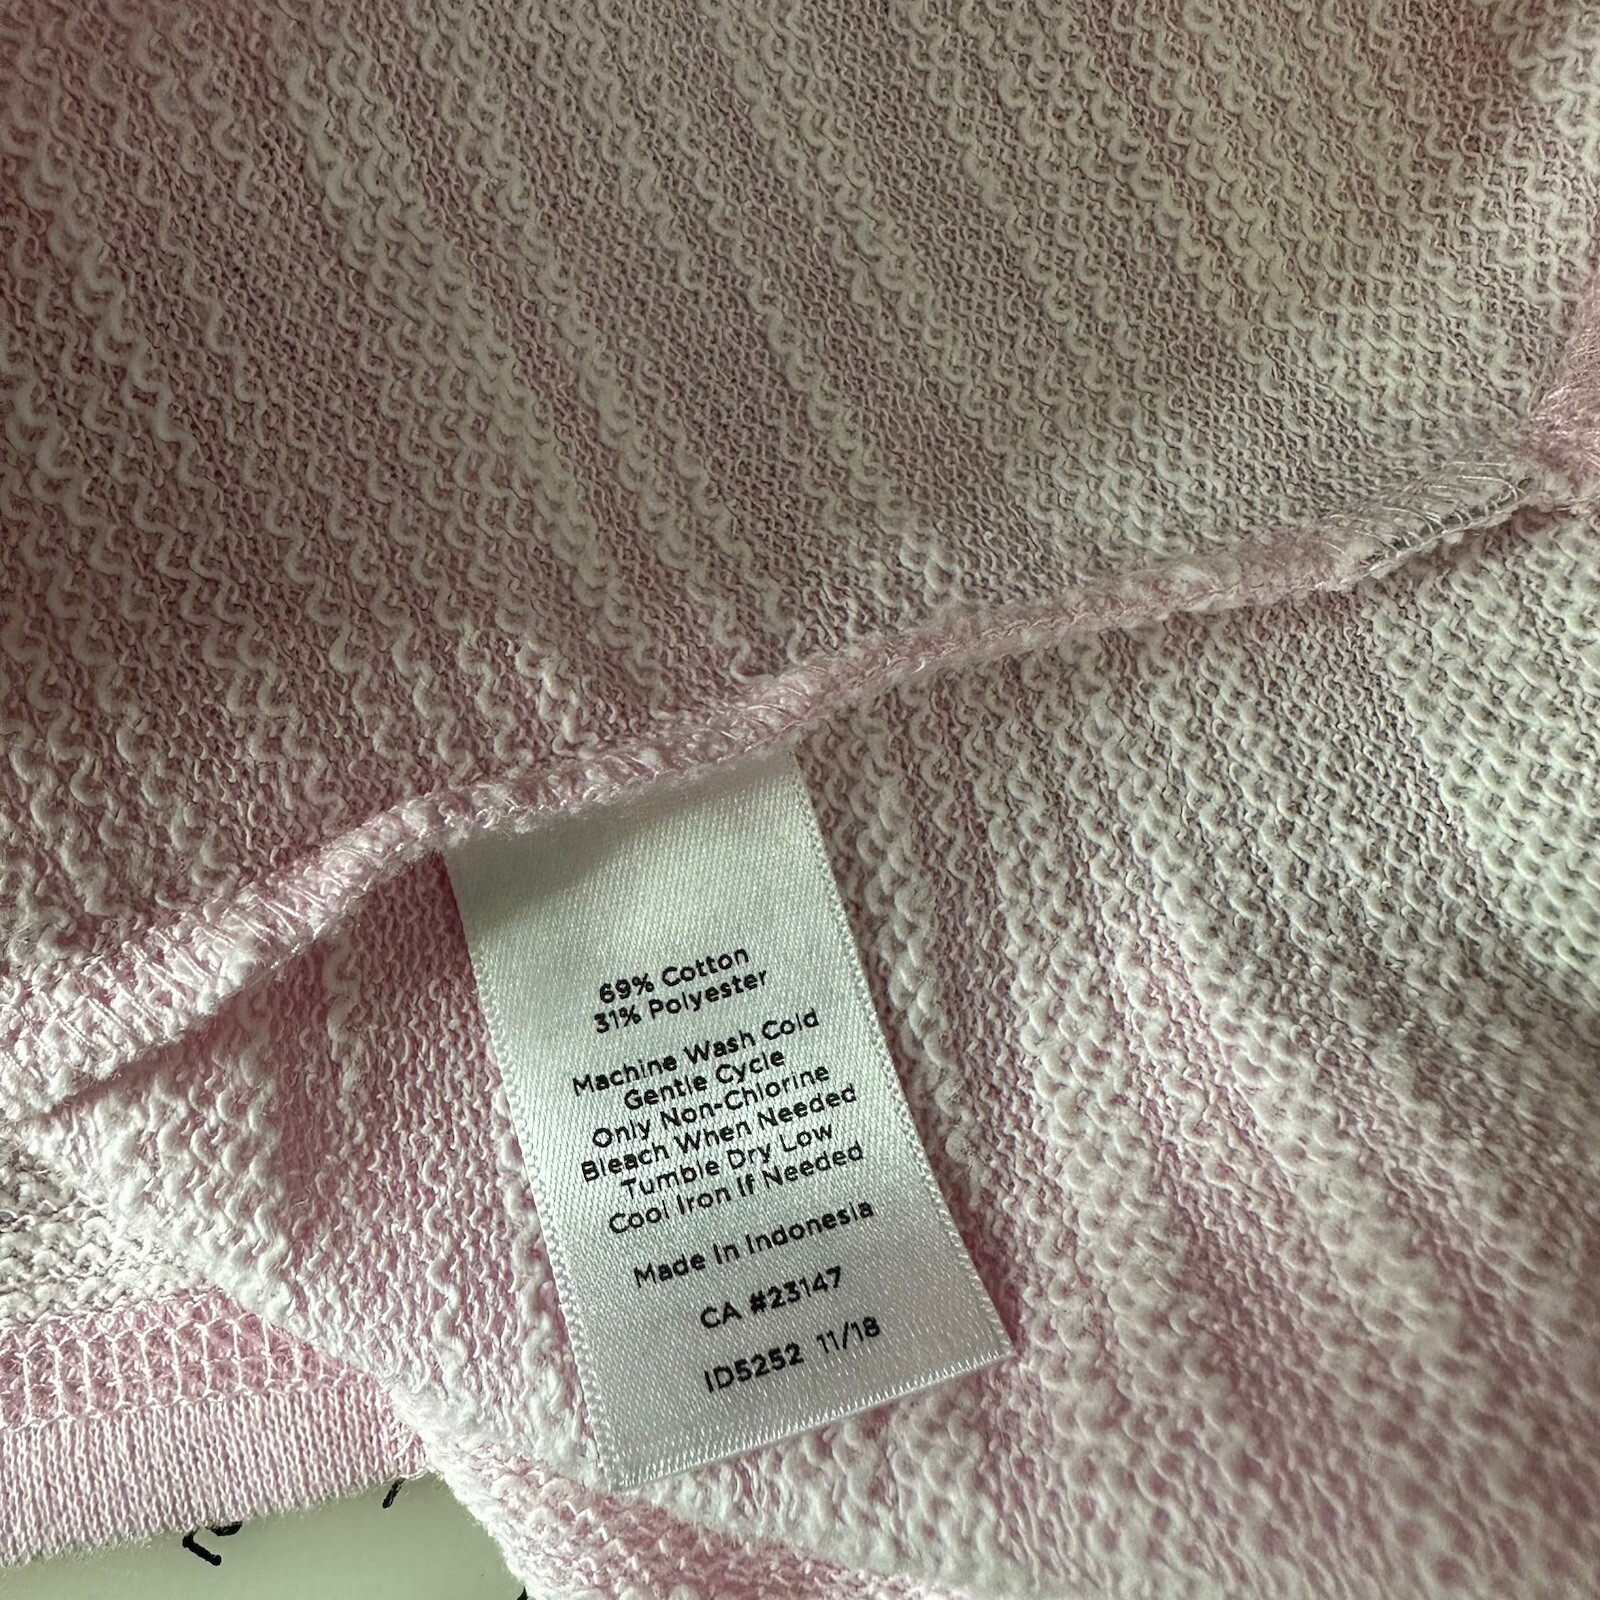 69% Cotton
31% Polyester
Machine Wash Cold
Gentle Cycle
Only Non-Chlorine
Bleach When Needed
Tumble Dry Low
Cool Iron If Needed
Made In Indonesia
CA #23147
ID5252 11/18